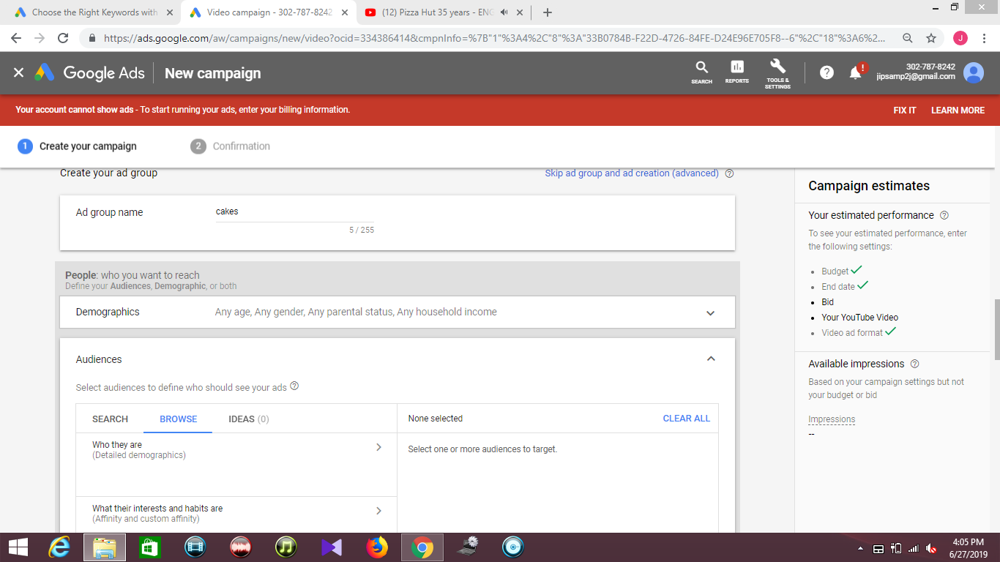 Choose the Right Keywords with
Video campaign - 302-787-8242
(12) Pizza Hut 35 years - ENG
https://ads.google.com/aw/campaigns/new/video?ocid=334386414&cmpnInfo=%7B"1"%3A4%2C"8"%3A"33B0784B-F22D-4726-84FE-D24E96E705F8--6"%2C"18"%3A6%2...
J
Google Ads
New campaign
SEARCH
REPORTS
TOOLS & SETTINGS
?
!
302-787-8242
jipsamp2j@gmail.com
Your account cannot show ads - To start running your ads, enter your billing information.
FIX IT
LEARN MORE
1 Create your campaign
2 Confirmation
Create your ad group
Skip ad group and ad creation (advanced) ?
Ad group name
cakes
5 / 255
People: who you want to reach
Define your Audiences, Demographic, or both
Demographics
Any age, Any gender, Any parental status, Any household income
Audiences
Select audiences to define who should see your ads ?
SEARCH
BROWSE
IDEAS (0)
None selected
CLEAR ALL
Who they are
(Detailed demographics)
Select one or more audiences to target.
What their interests and habits are
(Affinity and custom affinity)
Campaign estimates
Your estimated performance ?
To see your estimated performance, enter
the following settings:
• Budget
• End date
• Bid
• Your YouTube Video
• Video ad format
Available impressions ?
Based on your campaign settings but not
your budget or bid
Impressions
--
4:05 PM
6/27/2019